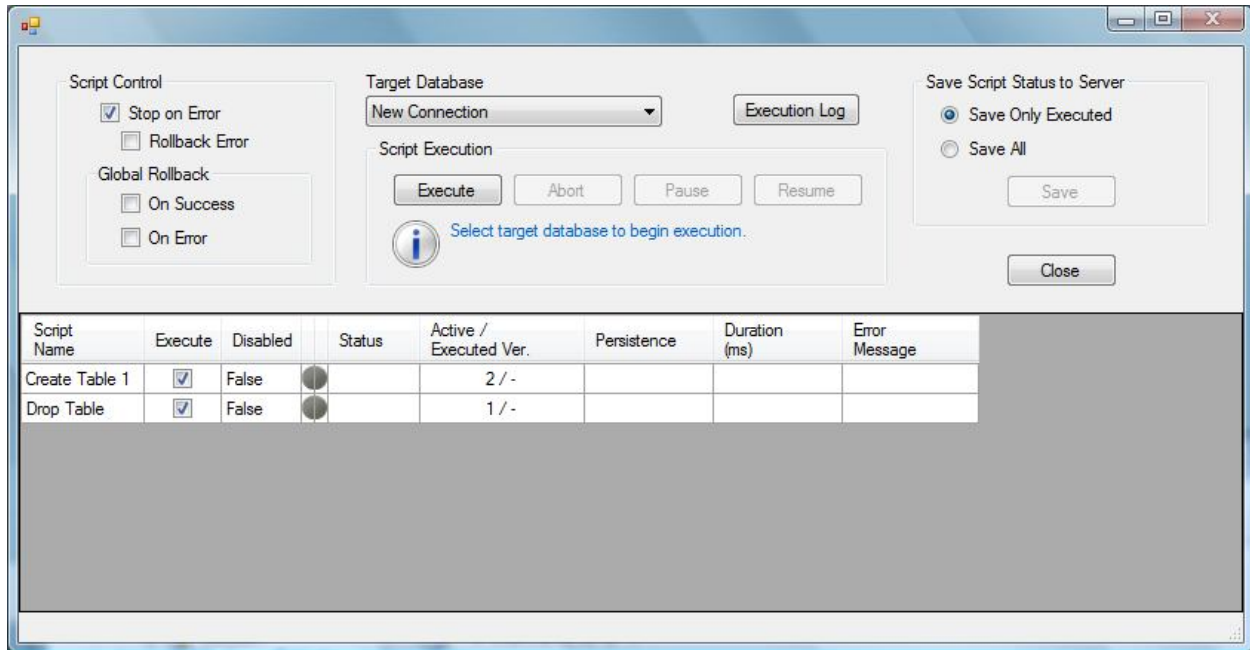 Script Control
Stop on Error
Rollback Error
Global Rollback
On Success
On Error
Target Database
New Connection
Execution Log
Script Execution
Execute Abort Pause Resume
Select target database to begin execution.
Save Script Status to Server
Save Only Executed
Save All
Save
Close
Script Name Execute Disabled Status Active / Executed Ver. Persistence Duration (ms) Error Message
Create Table 1 False 2 / -
Drop Table False 1 / -